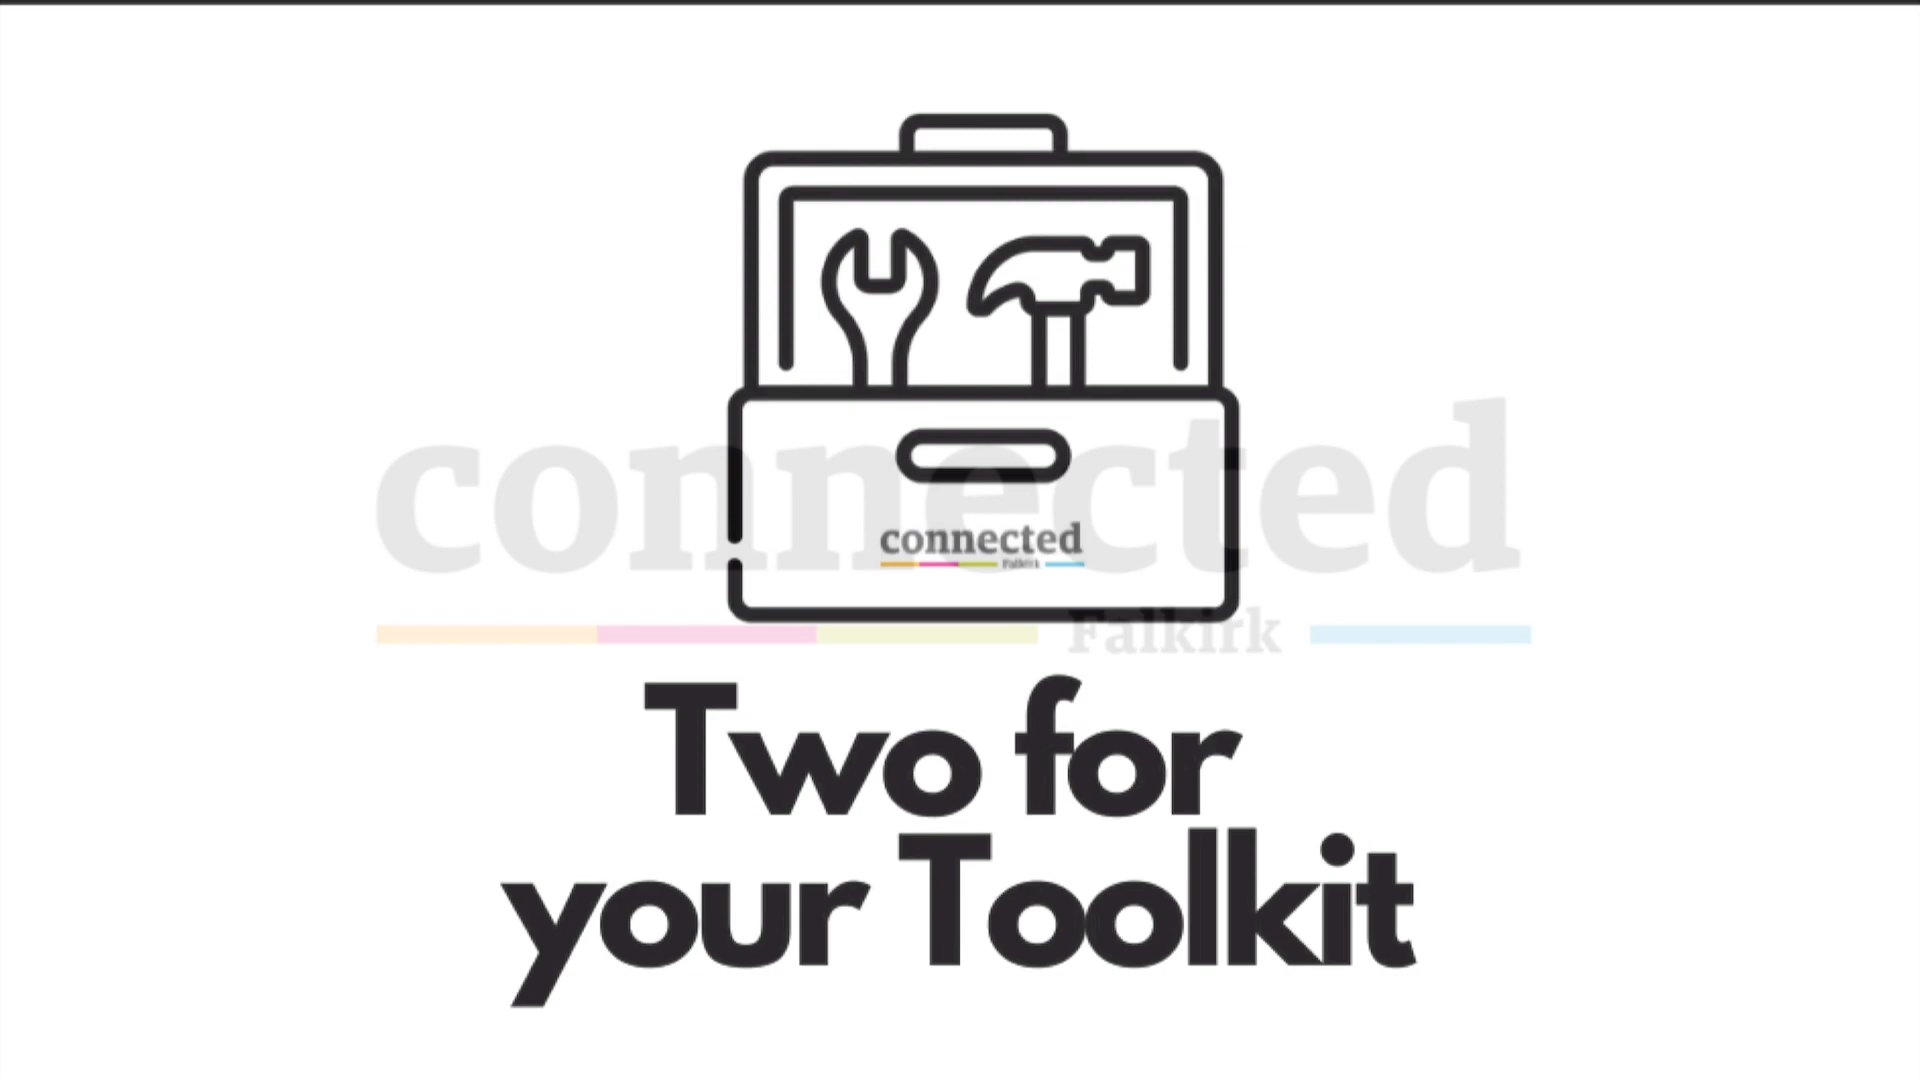 connected
Falkirk
connected
Falkirk
Two for
your Toolkit